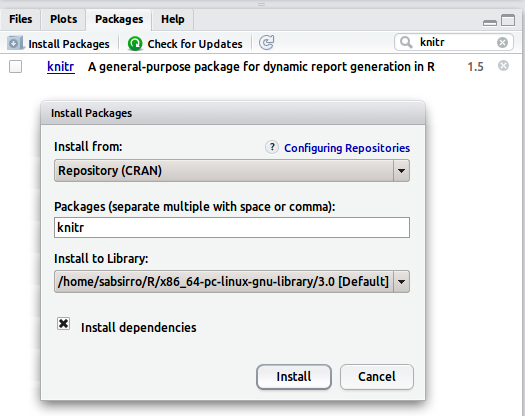 Files Plots Packages Help
Install Packages Check for Updates knitr
knitr A general-purpose package for dynamic report generation in R 1.5
Install Packages
Install from: ? Configuring Repositories
Repository (CRAN)
Packages (separate multiple with space or comma):
knitr
Install to Library:
/home/sabsirro/R/x86_64-pc-linux-gnu-library/3.0 [Default]
Install dependencies
Install Cancel